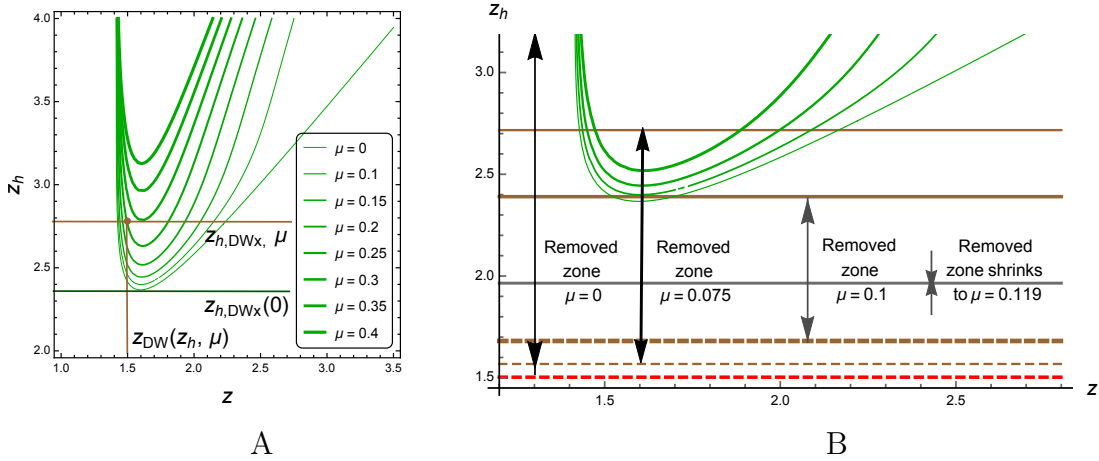 z_h
4.0
3.5
3.0
2.5
2.0
1.0
1.5
2.0
2.5
3.0
3.5
z
μ = 0
μ = 0.1
μ = 0.15
μ = 0.2
μ = 0.25
μ = 0.3
μ = 0.35
μ = 0.4
z_{h,DWx}, μ
z_{h,DWx}(0)
z_{DW}(z_h, μ)
A
z_h
3.0
2.5
2.0
1.5
1.5
2.0
2.5
z
Removed
zone
μ = 0
Removed
zone
μ = 0.075
Removed
zone
μ = 0.1
Removed
zone shrinks
to μ = 0.119
B